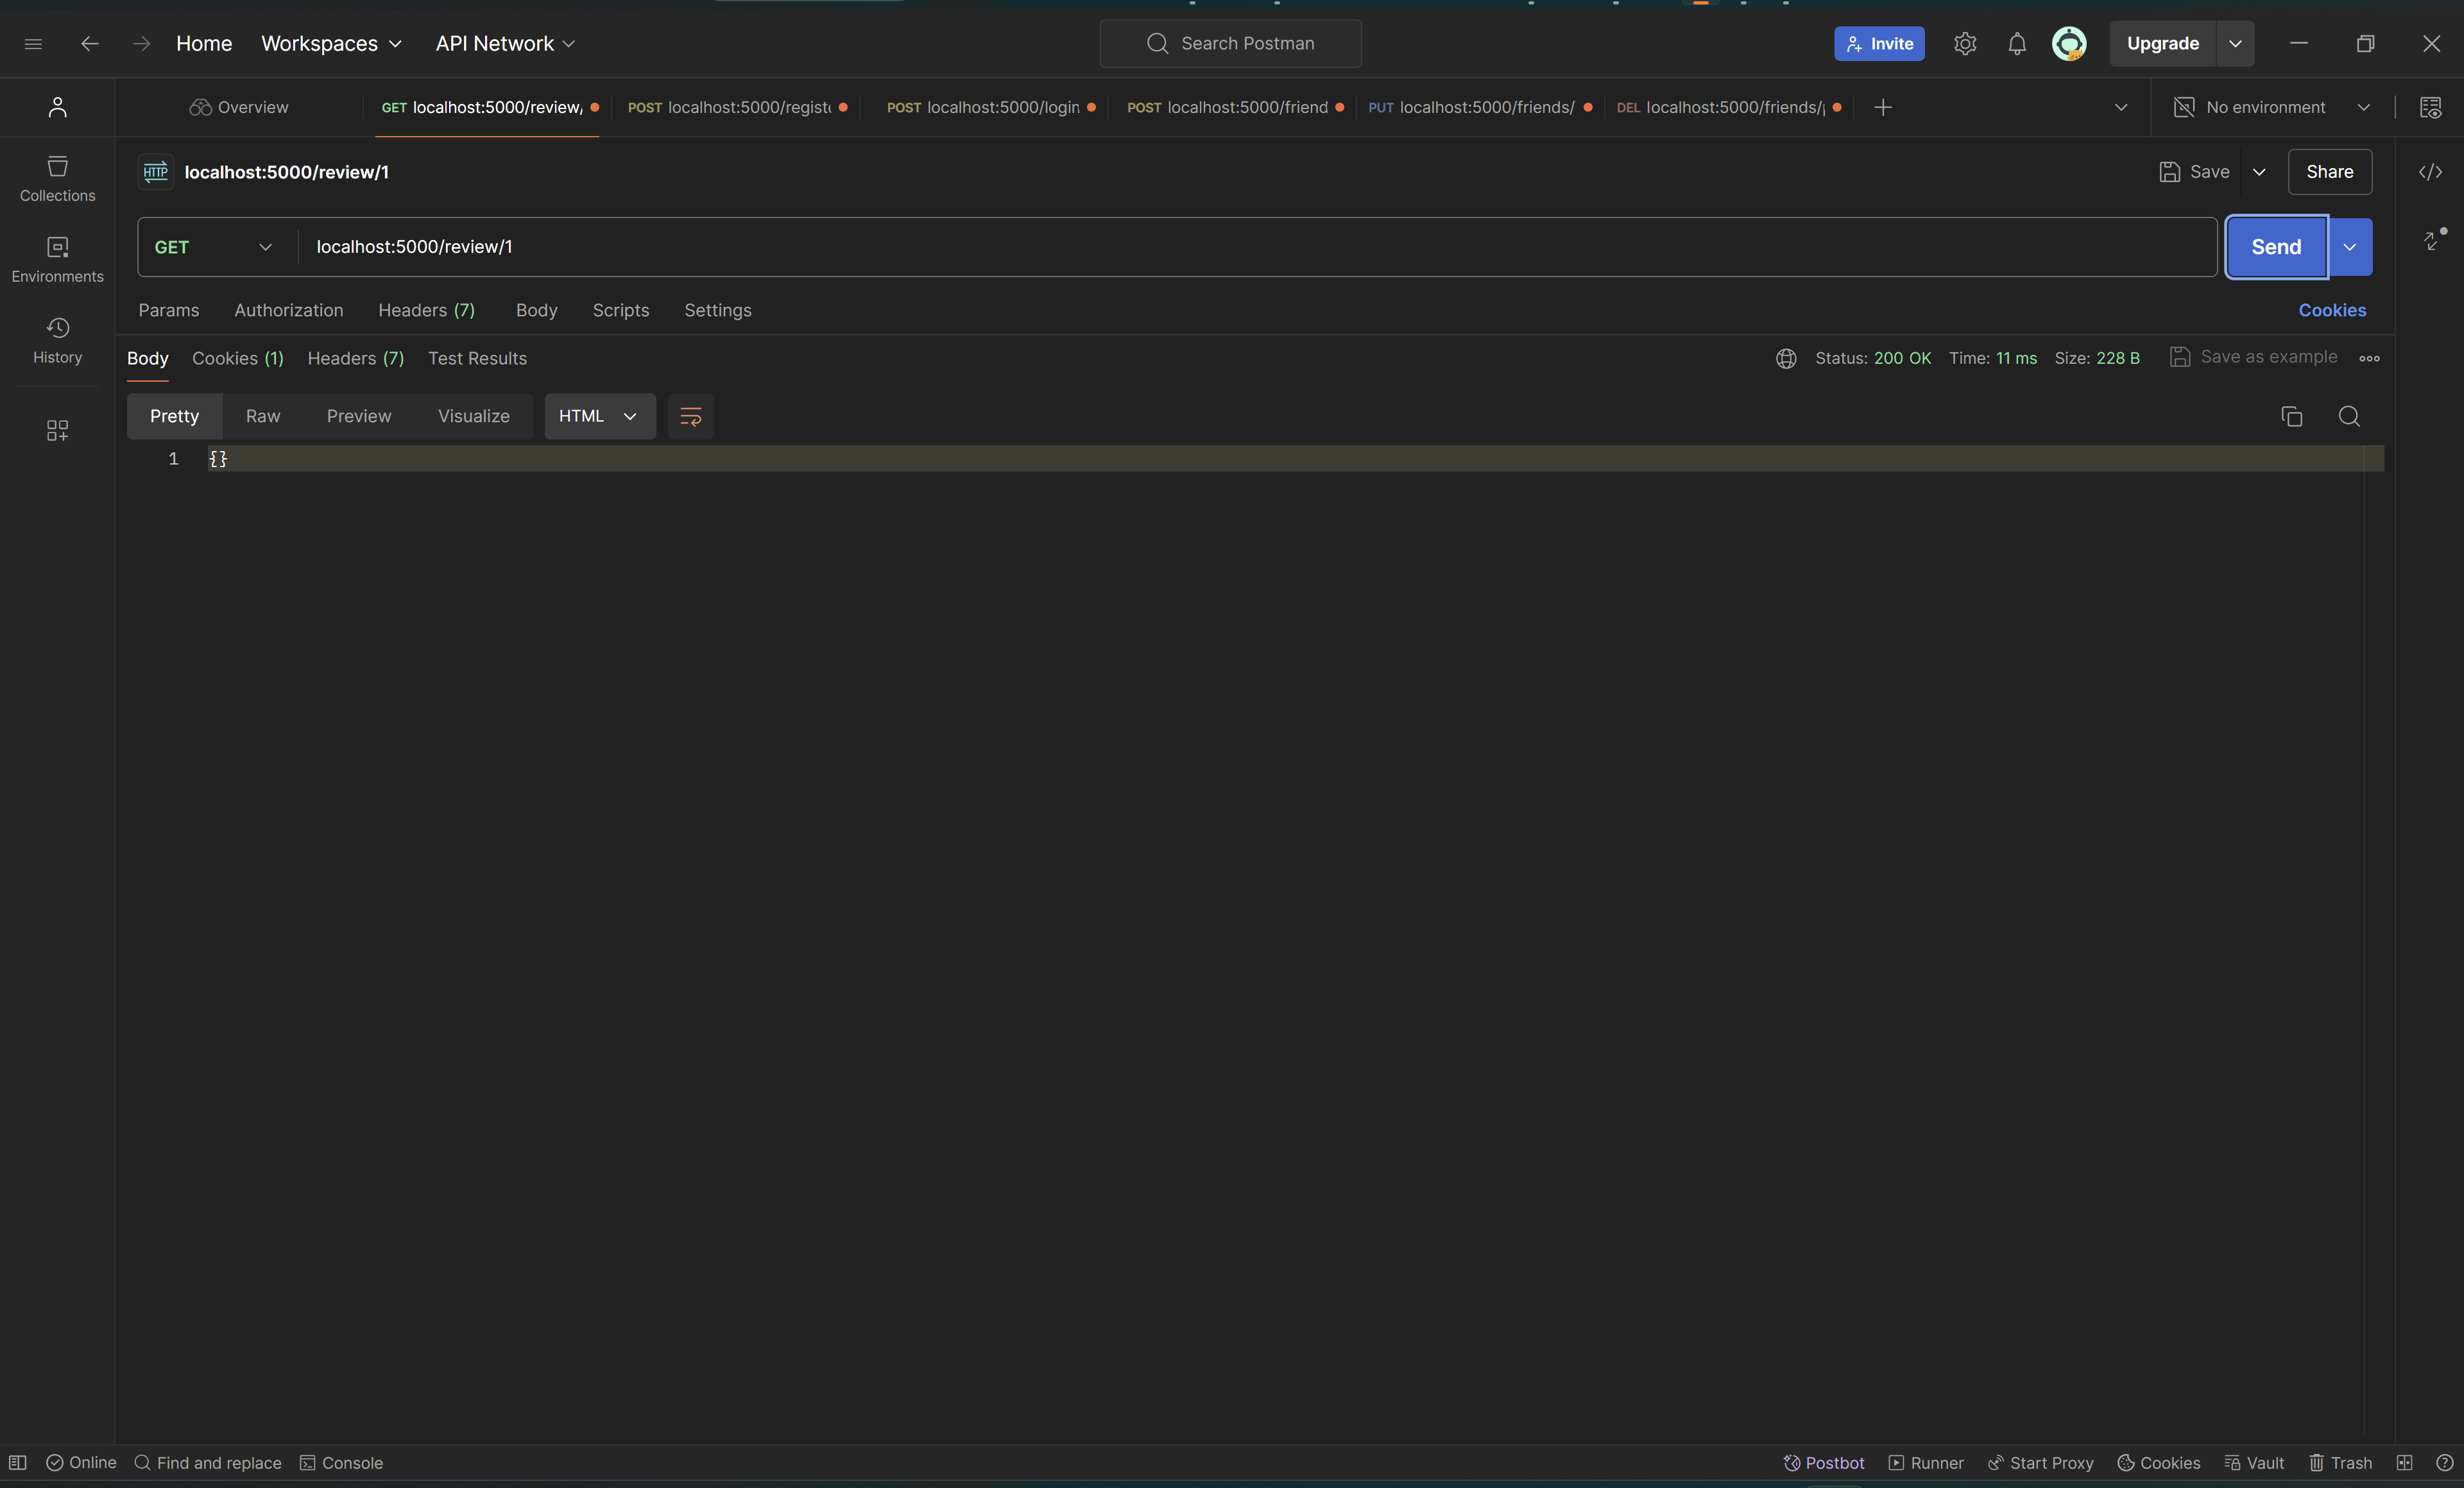 Home Workspaces API Network Search Postman Invite Upgrade
Overview GET localhost:5000/review/ POST localhost:5000/registe POST localhost:5000/login POST localhost:5000/friend PUT localhost:5000/friends/ DEL localhost:5000/friends/ No environment
HTTP localhost:5000/review/1 Save Share
Collections
GET localhost:5000/review/1 Send
Environments
Params Authorization Headers (7) Body Scripts Settings Cookies
History
Body Cookies (1) Headers (7) Test Results Status: 200 OK Time: 11 ms Size: 228 B Save as example
Pretty Raw Preview Visualize HTML
1 {}
Online Find and replace Console Postbot Runner Start Proxy Cookies Vault Trash